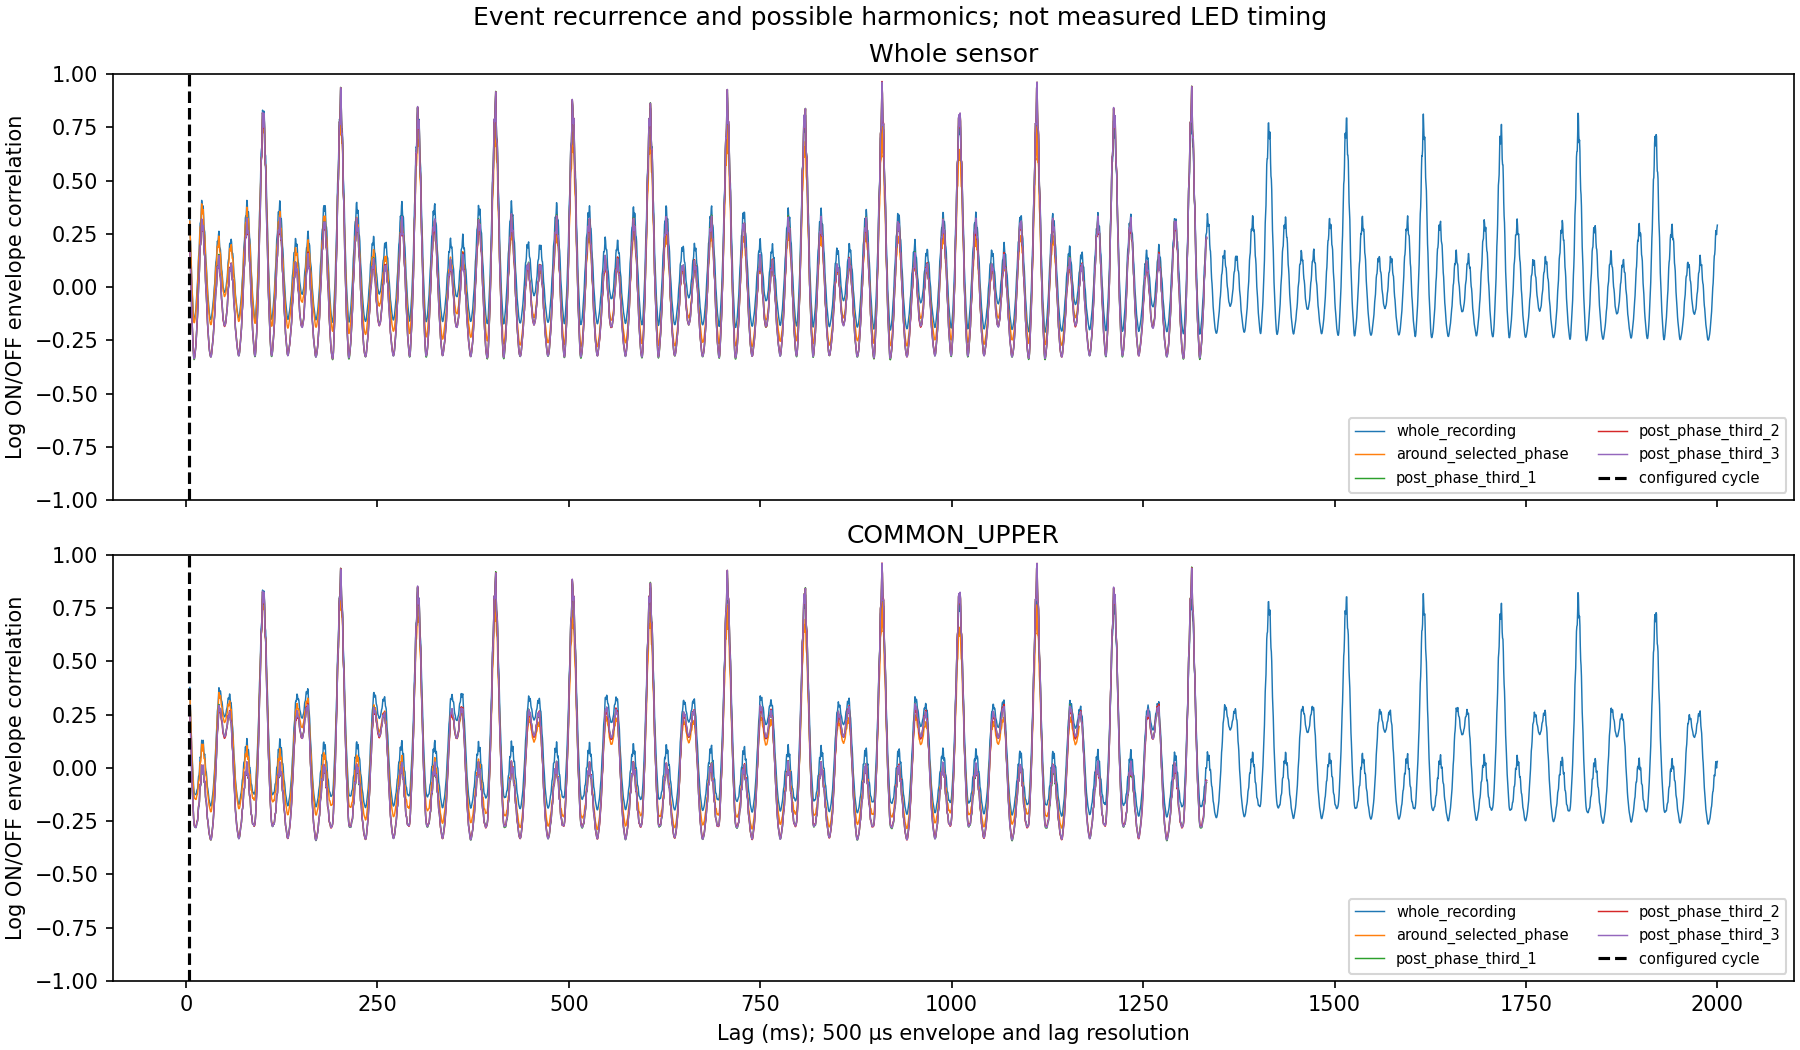 Event recurrence and possible harmonics; not measured LED timing
Whole sensor
Log ON/OFF envelope correlation
1.00
0.75
0.50
0.25
0.00
−0.25
−0.50
−0.75
−1.00
whole_recording
around_selected_phase
post_phase_third_1
post_phase_third_2
post_phase_third_3
configured cycle
COMMON_UPPER
Log ON/OFF envelope correlation
1.00
0.75
0.50
0.25
0.00
−0.25
−0.50
−0.75
−1.00
whole_recording
around_selected_phase
post_phase_third_1
post_phase_third_2
post_phase_third_3
configured cycle
0 250 500 750 1000 1250 1500 1750 2000
Lag (ms); 500 µs envelope and lag resolution